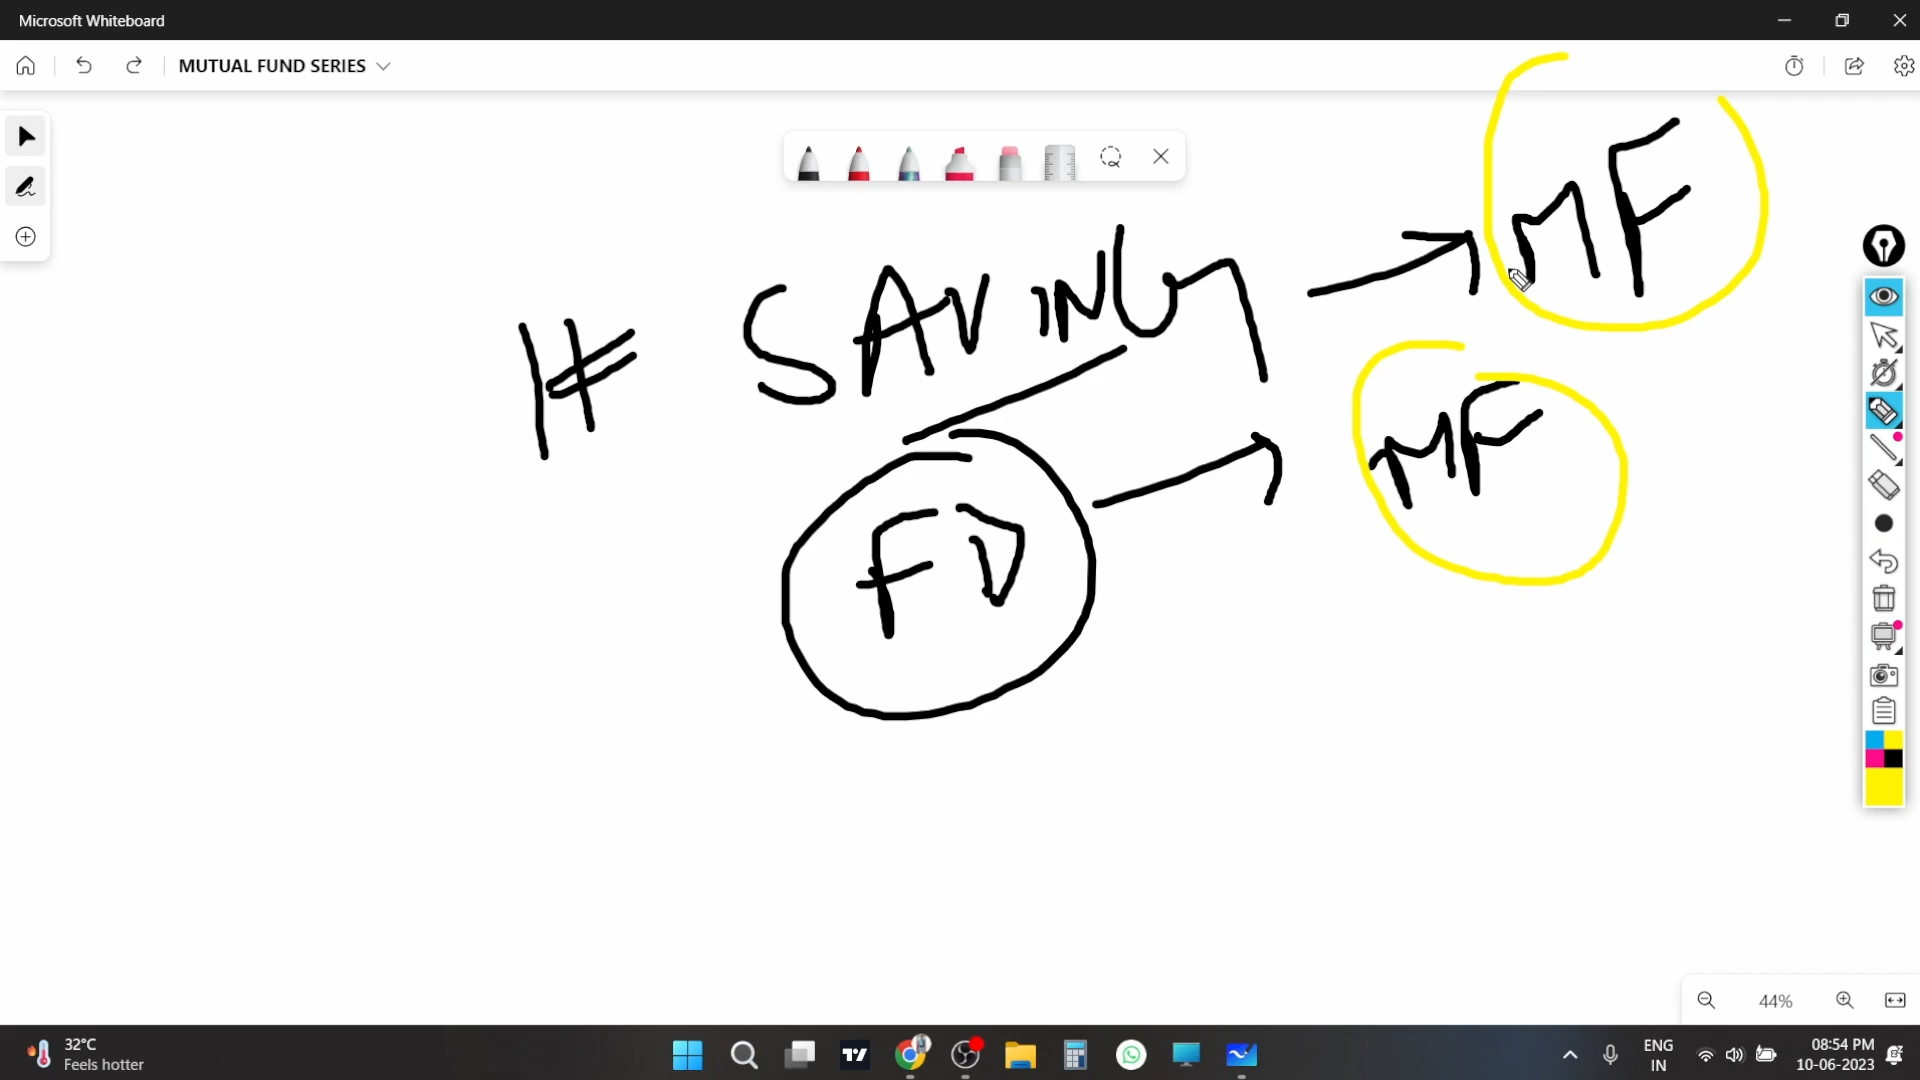 Microsoft Whiteboard
MUTUAL FUND SERIES
# SAVING → MF
FD → MF
44%
32°C
Feels hotter
ENG
IN
08:54 PM
10-06-2023